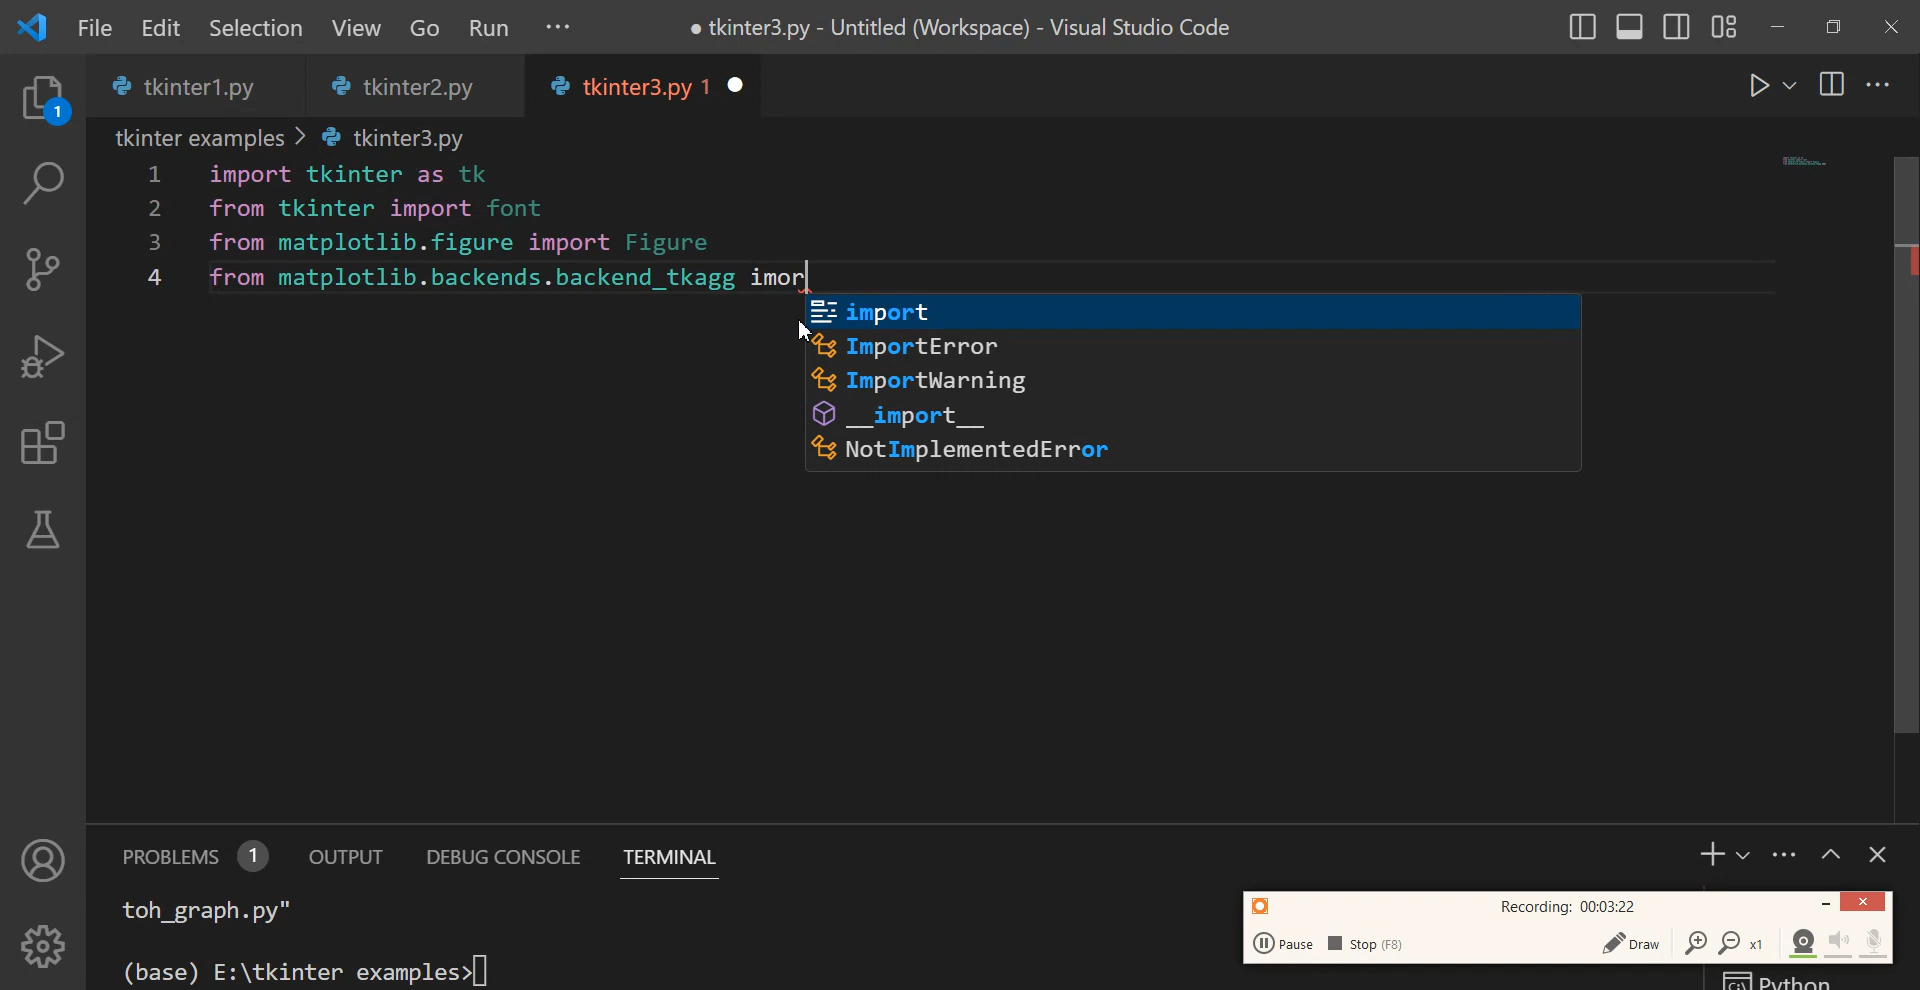 File Edit Selection View Go Run ··· ● tkinter3.py - Untitled (Workspace) - Visual Studio Code
1
tkinter1.py tkinter2.py tkinter3.py 1
tkinter examples > tkinter3.py
1 import tkinter as tk
2 from tkinter import font
3 from matplotlib.figure import Figure
4 from matplotlib.backends.backend_tkagg imor
import
ImportError
ImportWarning
__import__
NotImplementedError
PROBLEMS 1 OUTPUT DEBUG CONSOLE TERMINAL
toh_graph.py"
(base) E:\tkinter examples>
Recording: 00:03:22
Pause Stop (F8) Draw x1
Python